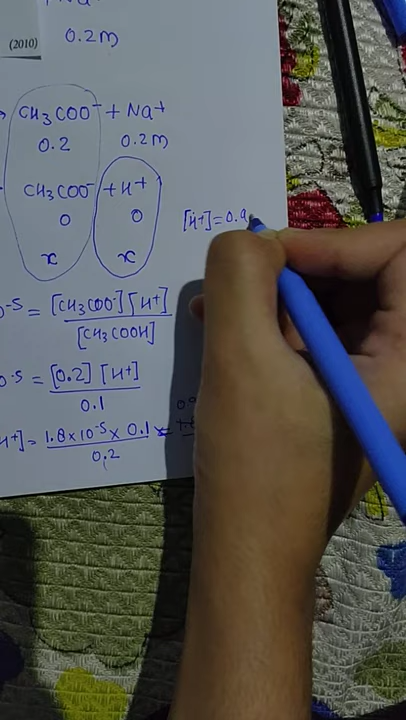 (2010)
0.2m
CH3COO⁻ + Na+
0.2 0.2m
CH3COO⁻ + H+
0 0
x x
[H+]=0.9
0⁻⁵ = [CH3COO⁻] [H+]
[CH3COOH]
0⁻⁵ = [0.2] [H+]
0.1
H+] = 1.8×10⁻⁵ × 0.1 =
0.2